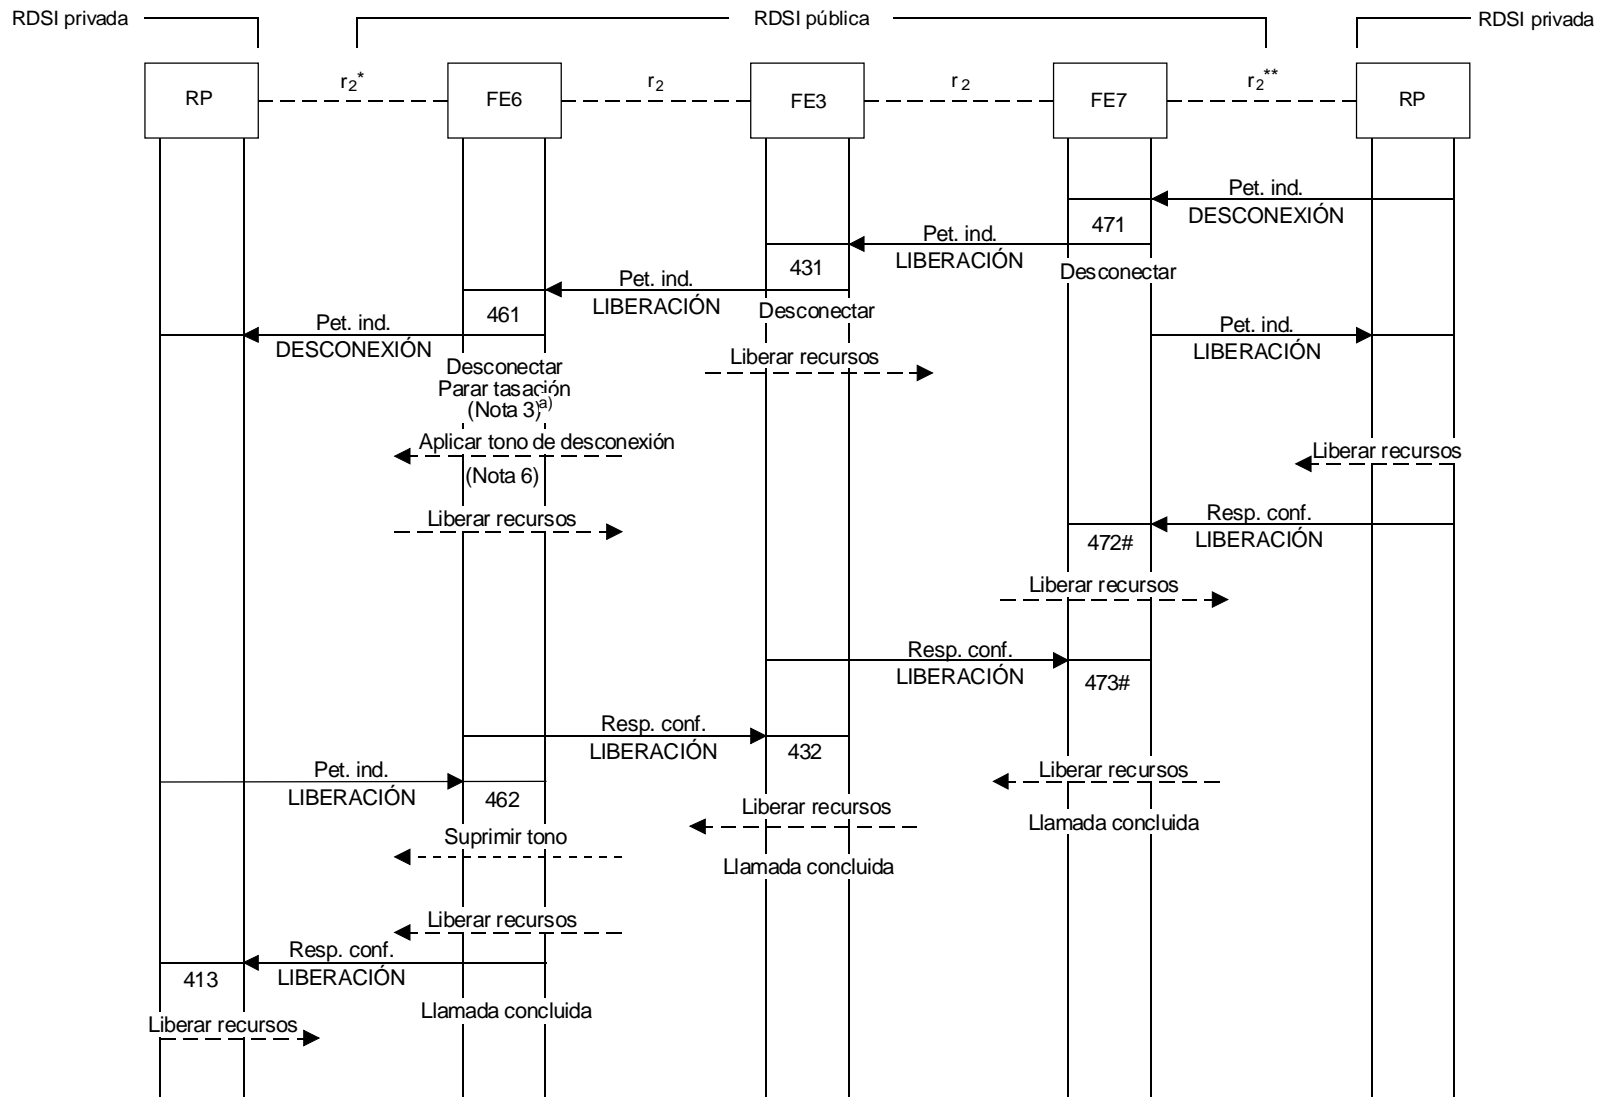 RDSI privada
RDSI pública
RDSI privada
RP
r2*
FE6
r2
FE3
r2
FE7
r2**
RP
Pet. ind.
DESCONEXIÓN
471
Pet. ind.
LIBERACIÓN
Desconectar
431
Pet. ind.
LIBERACIÓN
Desconectar
461
Pet. ind.
DESCONEXIÓN
Pet. ind.
LIBERACIÓN
Liberar recursos
Desconectar
Parar tasación
(Nota 3)a)
Aplicar tono de desconexión
(Nota 6)
Liberar recursos
Liberar recursos
Resp. conf.
LIBERACIÓN
472#
Liberar recursos
Resp. conf.
LIBERACIÓN
473#
Resp. conf.
LIBERACIÓN
432
Pet. ind.
LIBERACIÓN
462
Liberar recursos
Liberar recursos
Llamada concluida
Suprimir tono
Llamada concluida
Liberar recursos
Resp. conf.
LIBERACIÓN
413
Llamada concluida
Liberar recursos